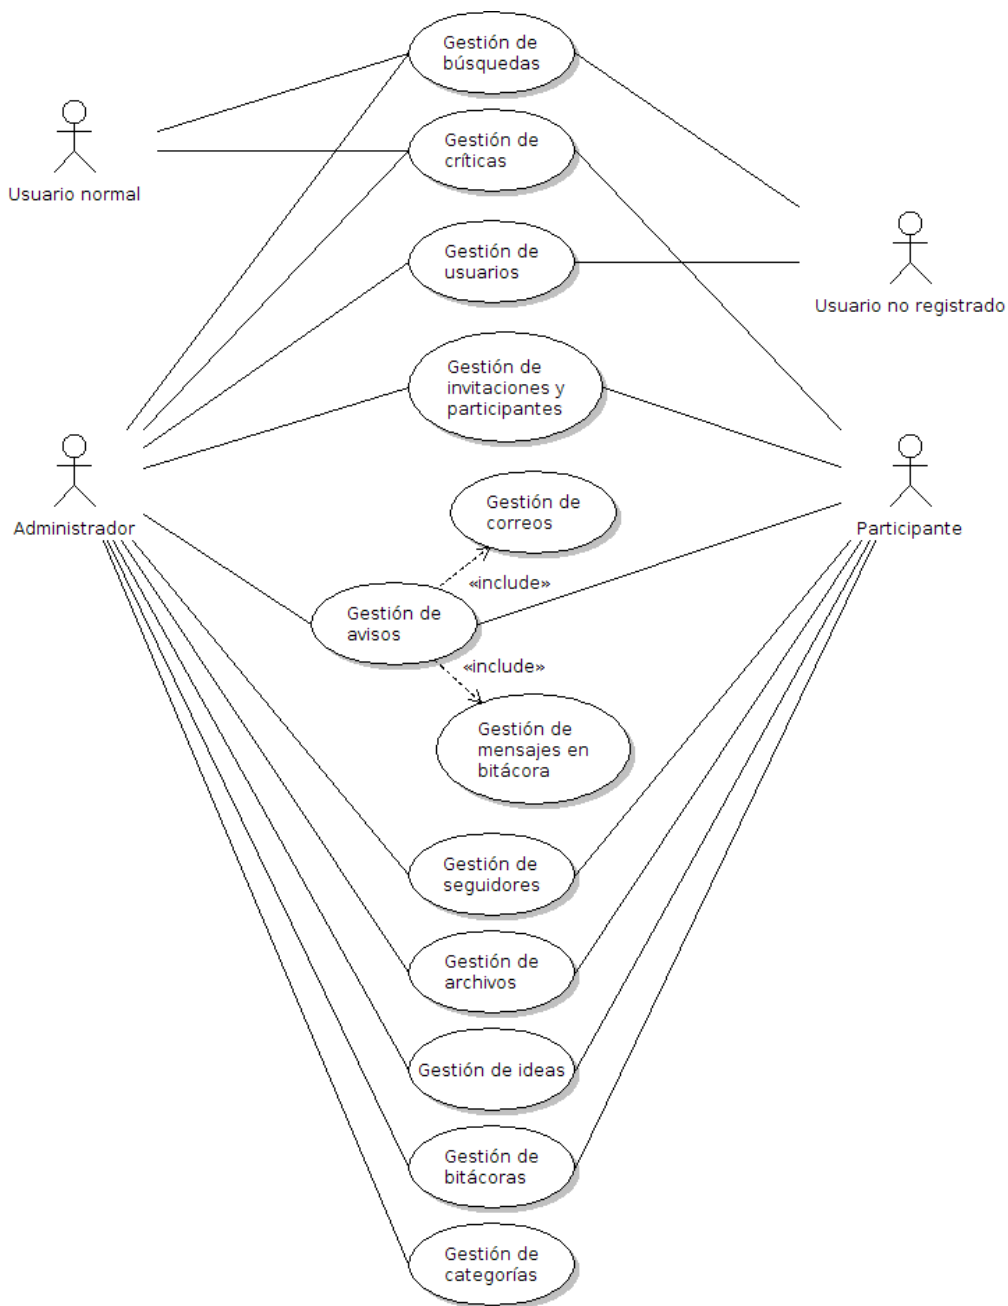 Gestión de
búsquedas
Gestión de
críticas
Usuario normal
Gestión de
usuarios
Usuario no registrado
Gestión de
invitaciones y
participantes
Administrador
Participante
Gestión de
correos
«include»
Gestión de
avisos
«include»
Gestión de
mensajes en
bitácora
Gestión de
seguidores
Gestión de
archivos
Gestión de ideas
Gestión de
bitácoras
Gestión de
categorías